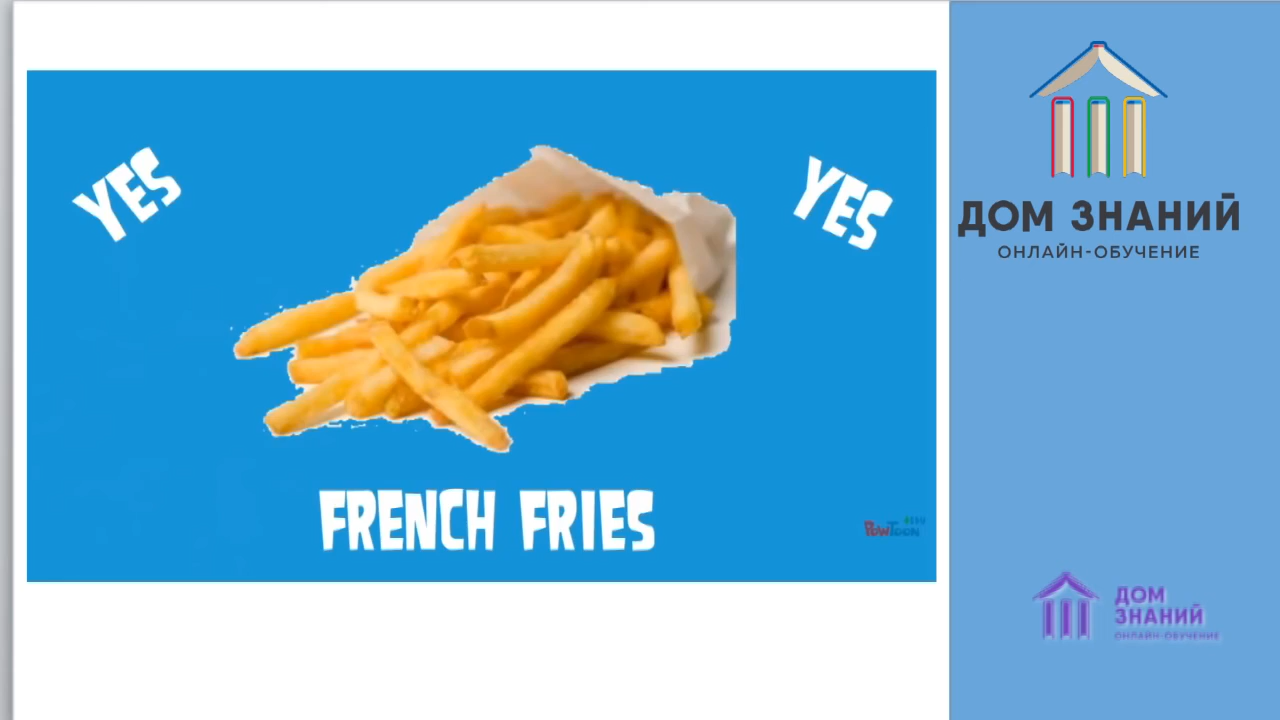 YES
YES
FRENCH FRIES
POWTOON
ДОМ ЗНАНИЙ
ОНЛАЙН-ОБУЧЕНИЕ
ДОМ
ЗНАНИЙ
ОНЛАЙН-ОБУЧЕНИЕ